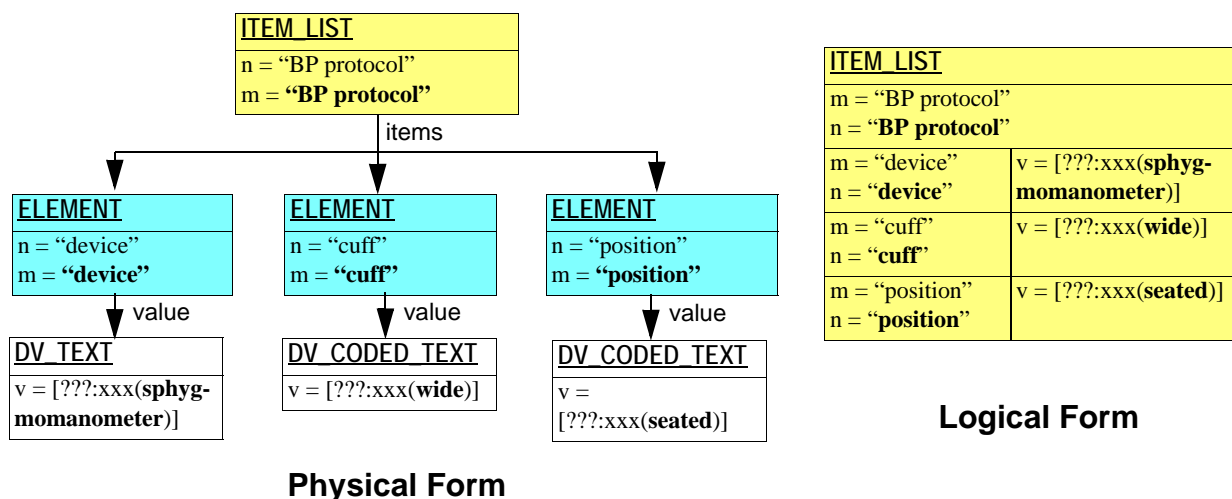 ITEM_LIST
n = “BP protocol”
m = “BP protocol”
items
ELEMENT
n = “device”
m = “device”
ELEMENT
n = “cuff”
m = “cuff”
ELEMENT
n = “position”
m = “position”
value
value
value
DV_TEXT
v = [???:xxx(sphyg-
momanometer)]
DV_CODED_TEXT
v = [???:xxx(wide)]
DV_CODED_TEXT
v =
[???:xxx(seated)]
Physical Form
ITEM_LIST
m = “BP protocol”
n = “BP protocol”
m = “device”
n = “device”
v = [???:xxx(sphyg-
momanometer)]
m = “cuff”
n = “cuff”
v = [???:xxx(wide)]
m = “position”
n = “position”
v = [???:xxx(seated)]
Logical Form